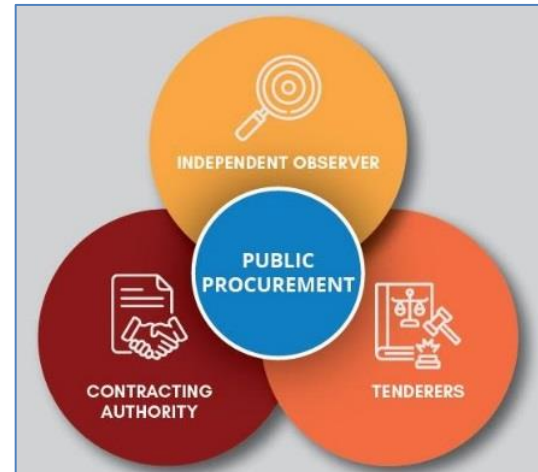 INDEPENDENT OBSERVER
PUBLIC
PROCUREMENT
CONTRACTING
AUTHORITY
TENDERERS